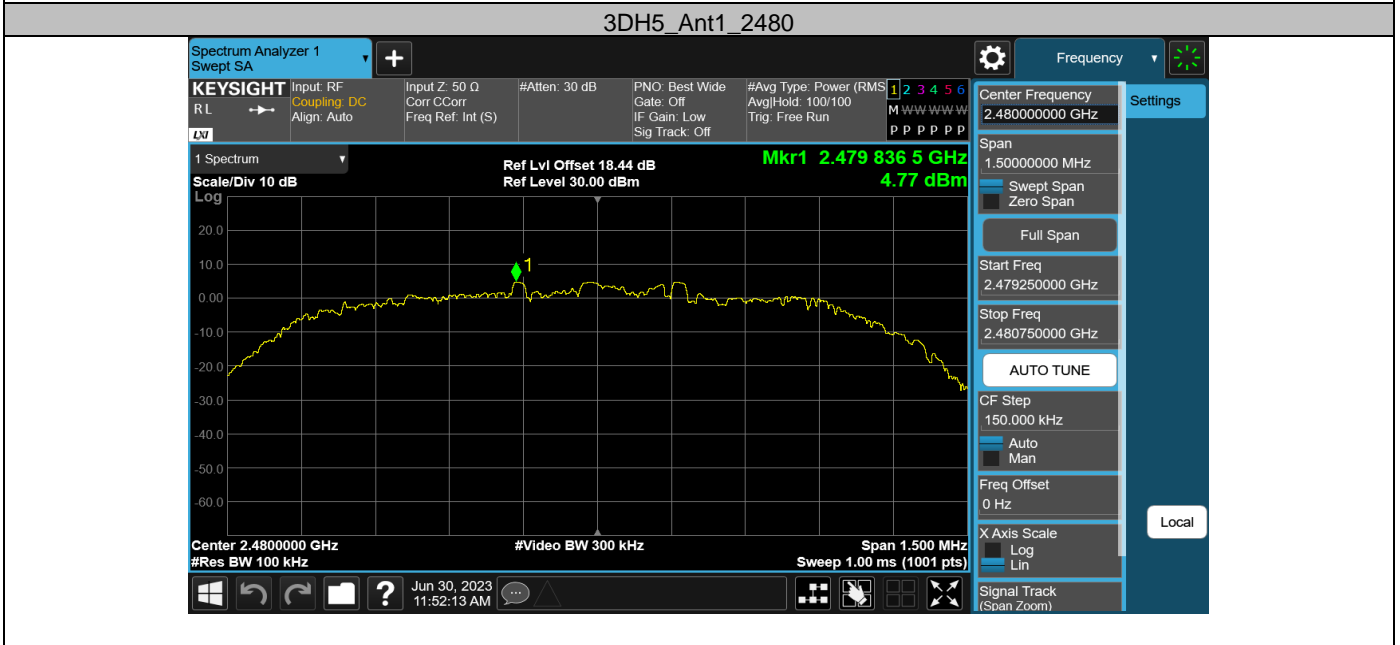 3DH5_Ant1_2480
Spectrum Analyzer 1
Swept SA
+
Frequency
KEYSIGHT
RL
LXI
Input: RF
Coupling: DC
Align: Auto
Input Z: 50 Ω
Corr CCorr
Freq Ref: Int (S)
#Atten: 30 dB
PNO: Best Wide
Gate: Off
IF Gain: Low
Sig Track: Off
#Avg Type: Power (RMS
Avg|Hold: 100/100
Trig: Free Run
1 2 3 4 5 6
M W W W W W
P P P P P P
1 Spectrum
Scale/Div 10 dB
Log
Ref Lvl Offset 18.44 dB
Ref Level 30.00 dBm
Mkr1 2.479 836 5 GHz
4.77 dBm
20.0
10.0
0.00
-10.0
-20.0
-30.0
-40.0
-50.0
-60.0
1
Center 2.4800000 GHz
#Res BW 100 kHz
#Video BW 300 kHz
Span 1.500 MHz
Sweep 1.00 ms (1001 pts)
Center Frequency
2.480000000 GHz
Settings
Span
1.50000000 MHz
Swept Span
Zero Span
Full Span
Start Freq
2.479250000 GHz
Stop Freq
2.480750000 GHz
AUTO TUNE
CF Step
150.000 kHz
Auto
Man
Freq Offset
0 Hz
X Axis Scale
Log
Lin
Local
Signal Track
(Span Zoom)
?
Jun 30, 2023
11:52:13 AM